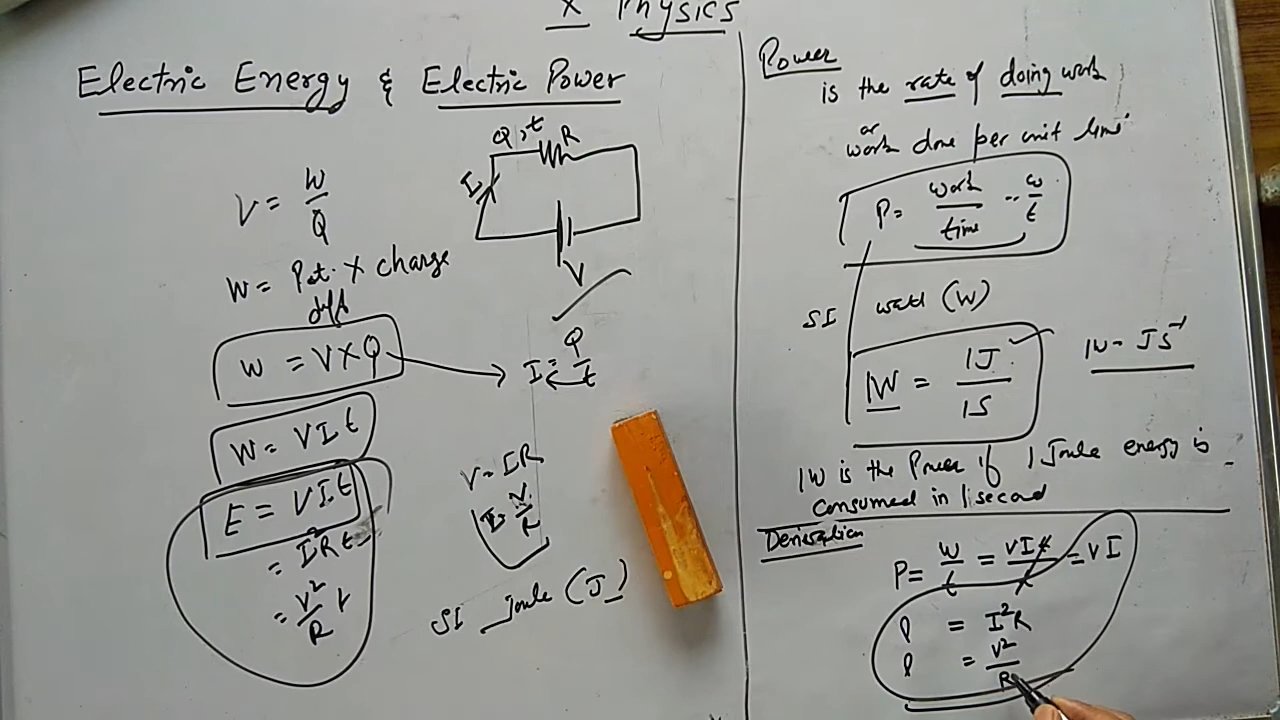 X Physics
Electric Energy & Electric Power
V = W/Q
W = Pot. diff X charge
W = V X Q
W = VIt
E = VIt
= I²Rt
= V²/R t
Q, t
R
I
V
I = Q/t
V = IR
I = V/R
SI Joule (J)
Power
is the rate of doing work
or
work done per unit time
P = work/time = w/t
SI watt (W)
1W = 1J/1S
1W = JS⁻¹
1W is the Power if 1 Joule energy is
consumed in 1 second
Derivation
P = W/t = VIt/t = VI
P = I²R
P = V²/R